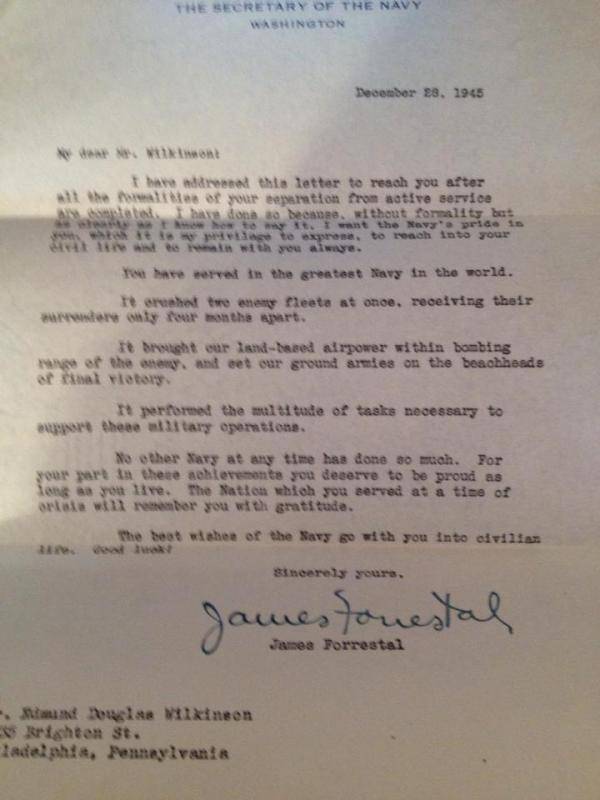 THE SECRETARY OF THE NAVY
WASHINGTON
December 28, 1945
My dear Mr. Wilkinson:
I have addressed this letter to reach you after
all the formalities of your separation from active service
are completed. I have done so because, without formality but
as clearly as I know how to say it, I want the Navy's pride in
you, which it is my privilege to express, to reach into your
civil life and to remain with you always.
You have served in the greatest Navy in the world.
It crushed two enemy fleets at once, receiving their
surrenders only four months apart.
It brought our land-based airpower within bombing
range of the enemy, and set our ground armies on the beachheads
of final victory.
It performed the multitude of tasks necessary to
support these military operations.
No other Navy at any time has done so much. For
your part in these achievements you deserve to be proud as
long as you live. The Nation which you served at a time of
crisis will remember you with gratitude.
The best wishes of the Navy go with you into civilian
life. Good luck!
Sincerely yours,
James Forrestal
James Forrestal
. Edmund Douglas Wilkinson
Brighton St.
ladelphia, Pennsylvania